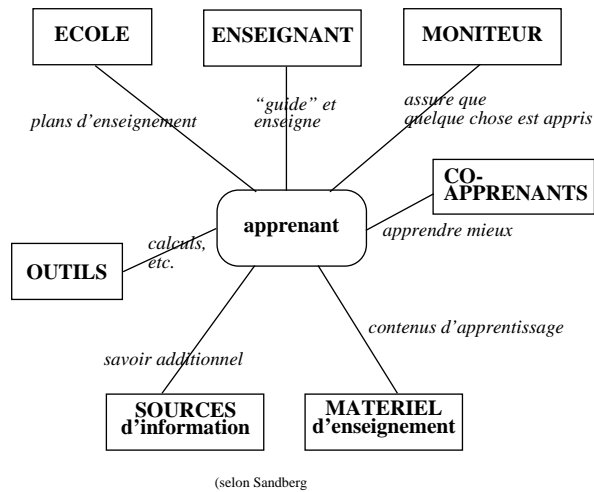 ECOLE
ENSEIGNANT
MONITEUR
plans d’enseignement
“guide” et
enseigne
assure que
quelque chose est appris
CO-
APPRENANTS
apprenant
apprendre mieux
calculs,
etc.
OUTILS
contenus d’apprentissage
savoir additionnel
SOURCES
d’information
MATERIEL
d’enseignement
(selon Sandberg